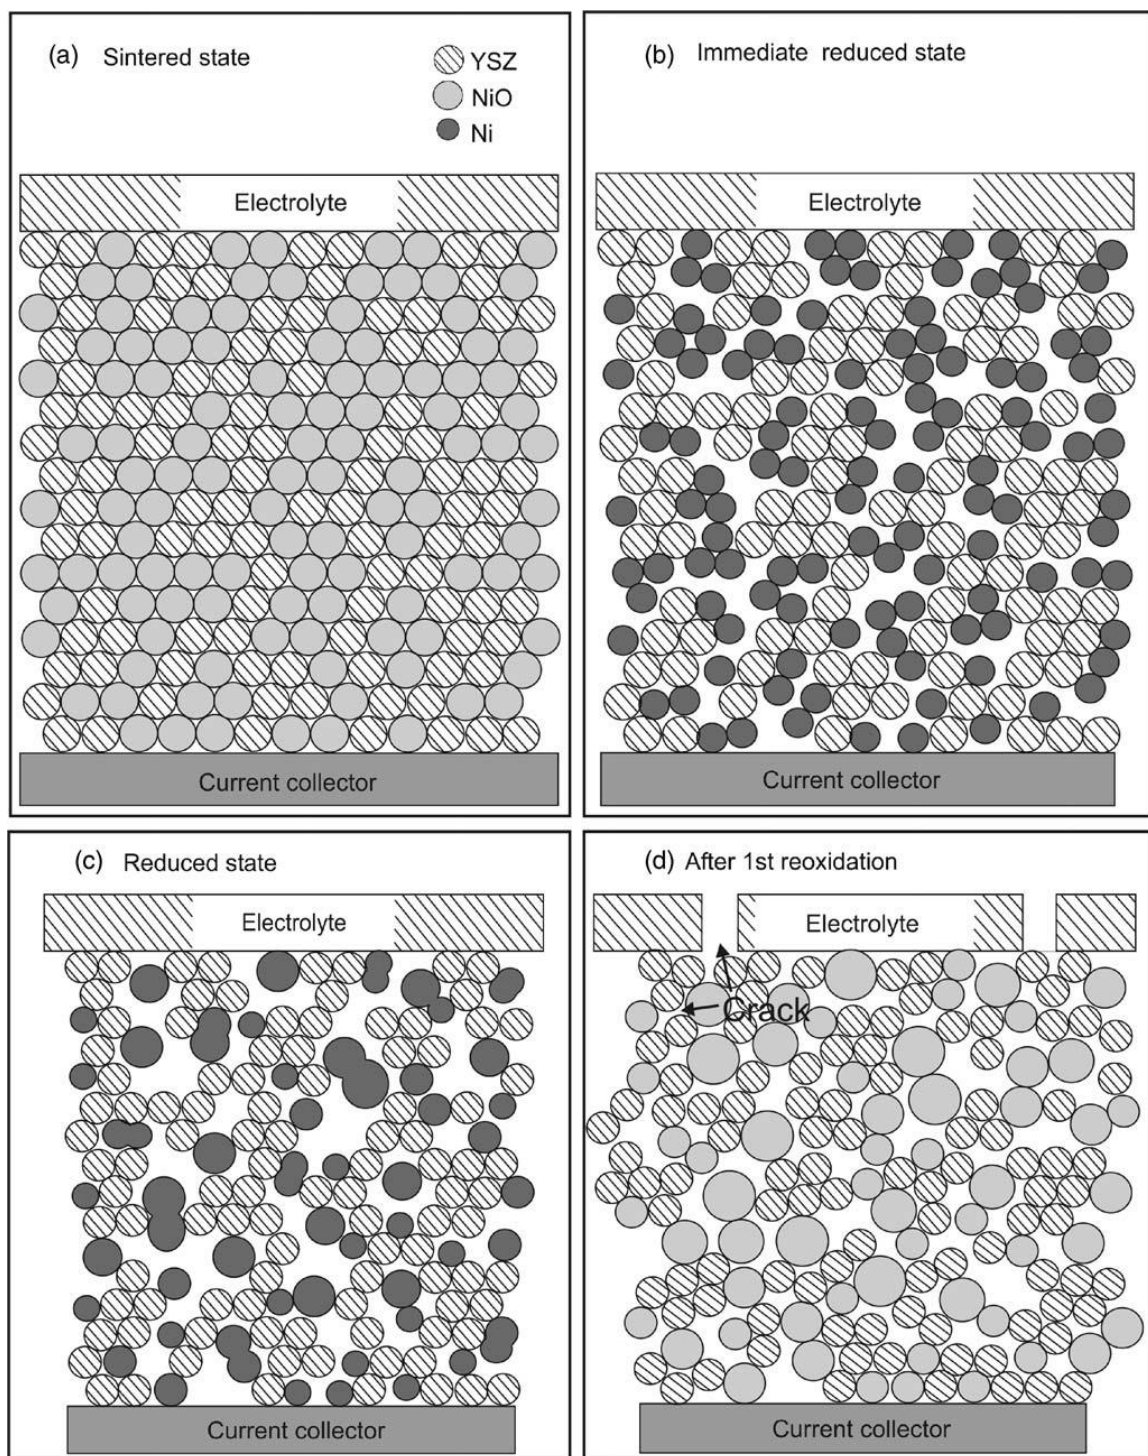 (a) Sintered state
YSZ
NiO
Ni
Electrolyte
Current collector
(b) Immediate reduced state
Electrolyte
Current collector
(c) Reduced state
Electrolyte
Current collector
(d) After 1st reoxidation
Electrolyte
Crack
Current collector